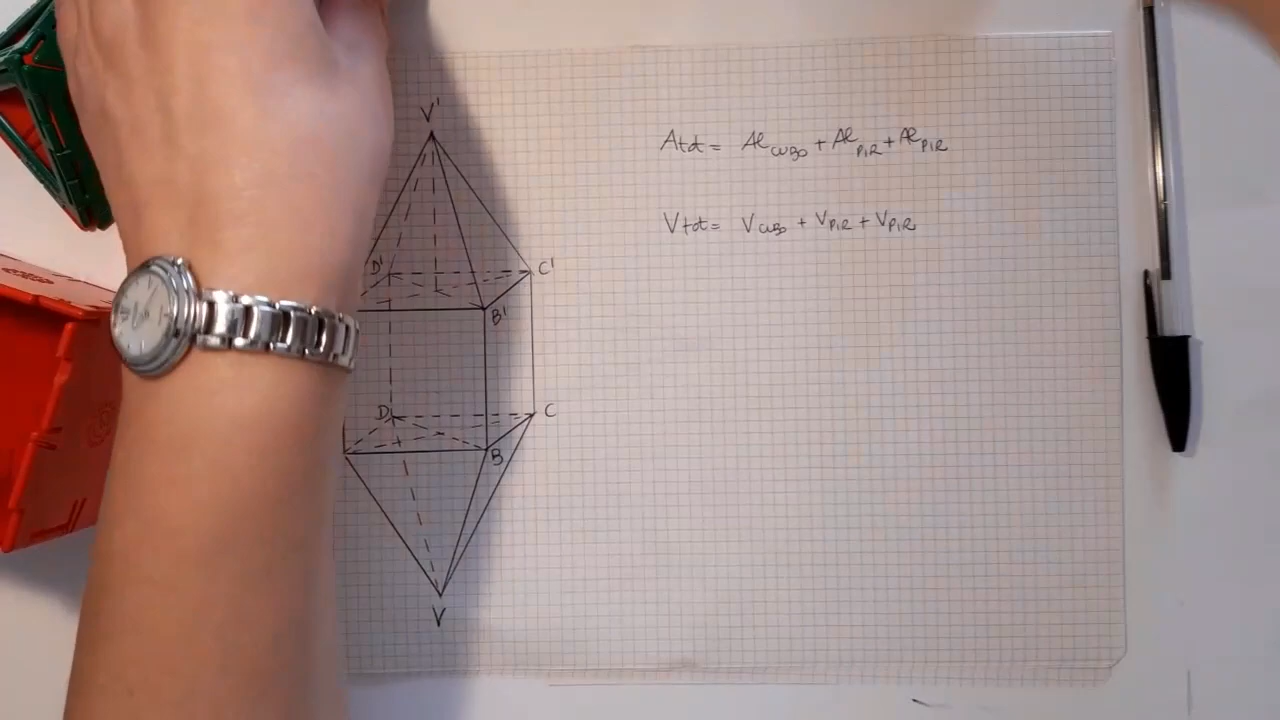 V'
Atot = Al cubo + Al PIR + Al PIR
Vtot = V cubo + V PIR + V PIR
D' C'
B'
D C
B
V